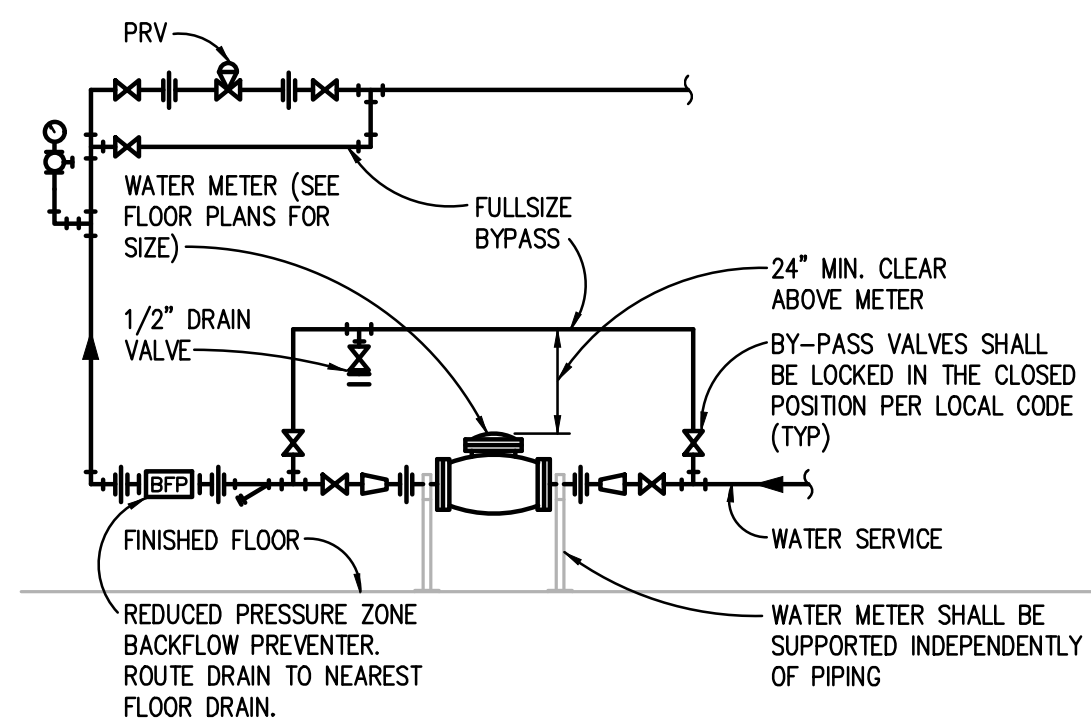 PRV
WATER METER (SEE
FLOOR PLANS FOR
SIZE)
FULLSIZE
BYPASS
24" MIN. CLEAR
ABOVE METER
1/2" DRAIN
VALVE
BY-PASS VALVES SHALL
BE LOCKED IN THE CLOSED
POSITION PER LOCAL CODE
(TYP)
BFP
FINISHED FLOOR
WATER SERVICE
REDUCED PRESSURE ZONE
BACKFLOW PREVENTER.
ROUTE DRAIN TO NEAREST
FLOOR DRAIN.
WATER METER SHALL BE
SUPPORTED INDEPENDENTLY
OF PIPING